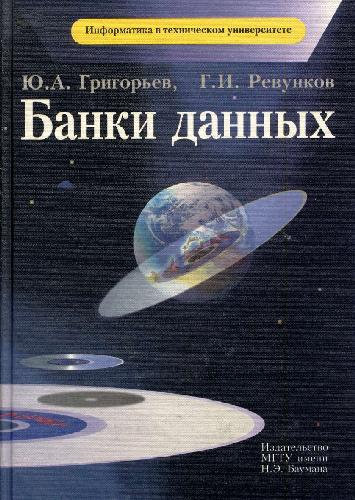 Информатика в техническом университете
Ю.А. Григорьев, Г.И. Ревунков
Банки данных
Издательство
МГТУ имени
Н.Э. Баумана